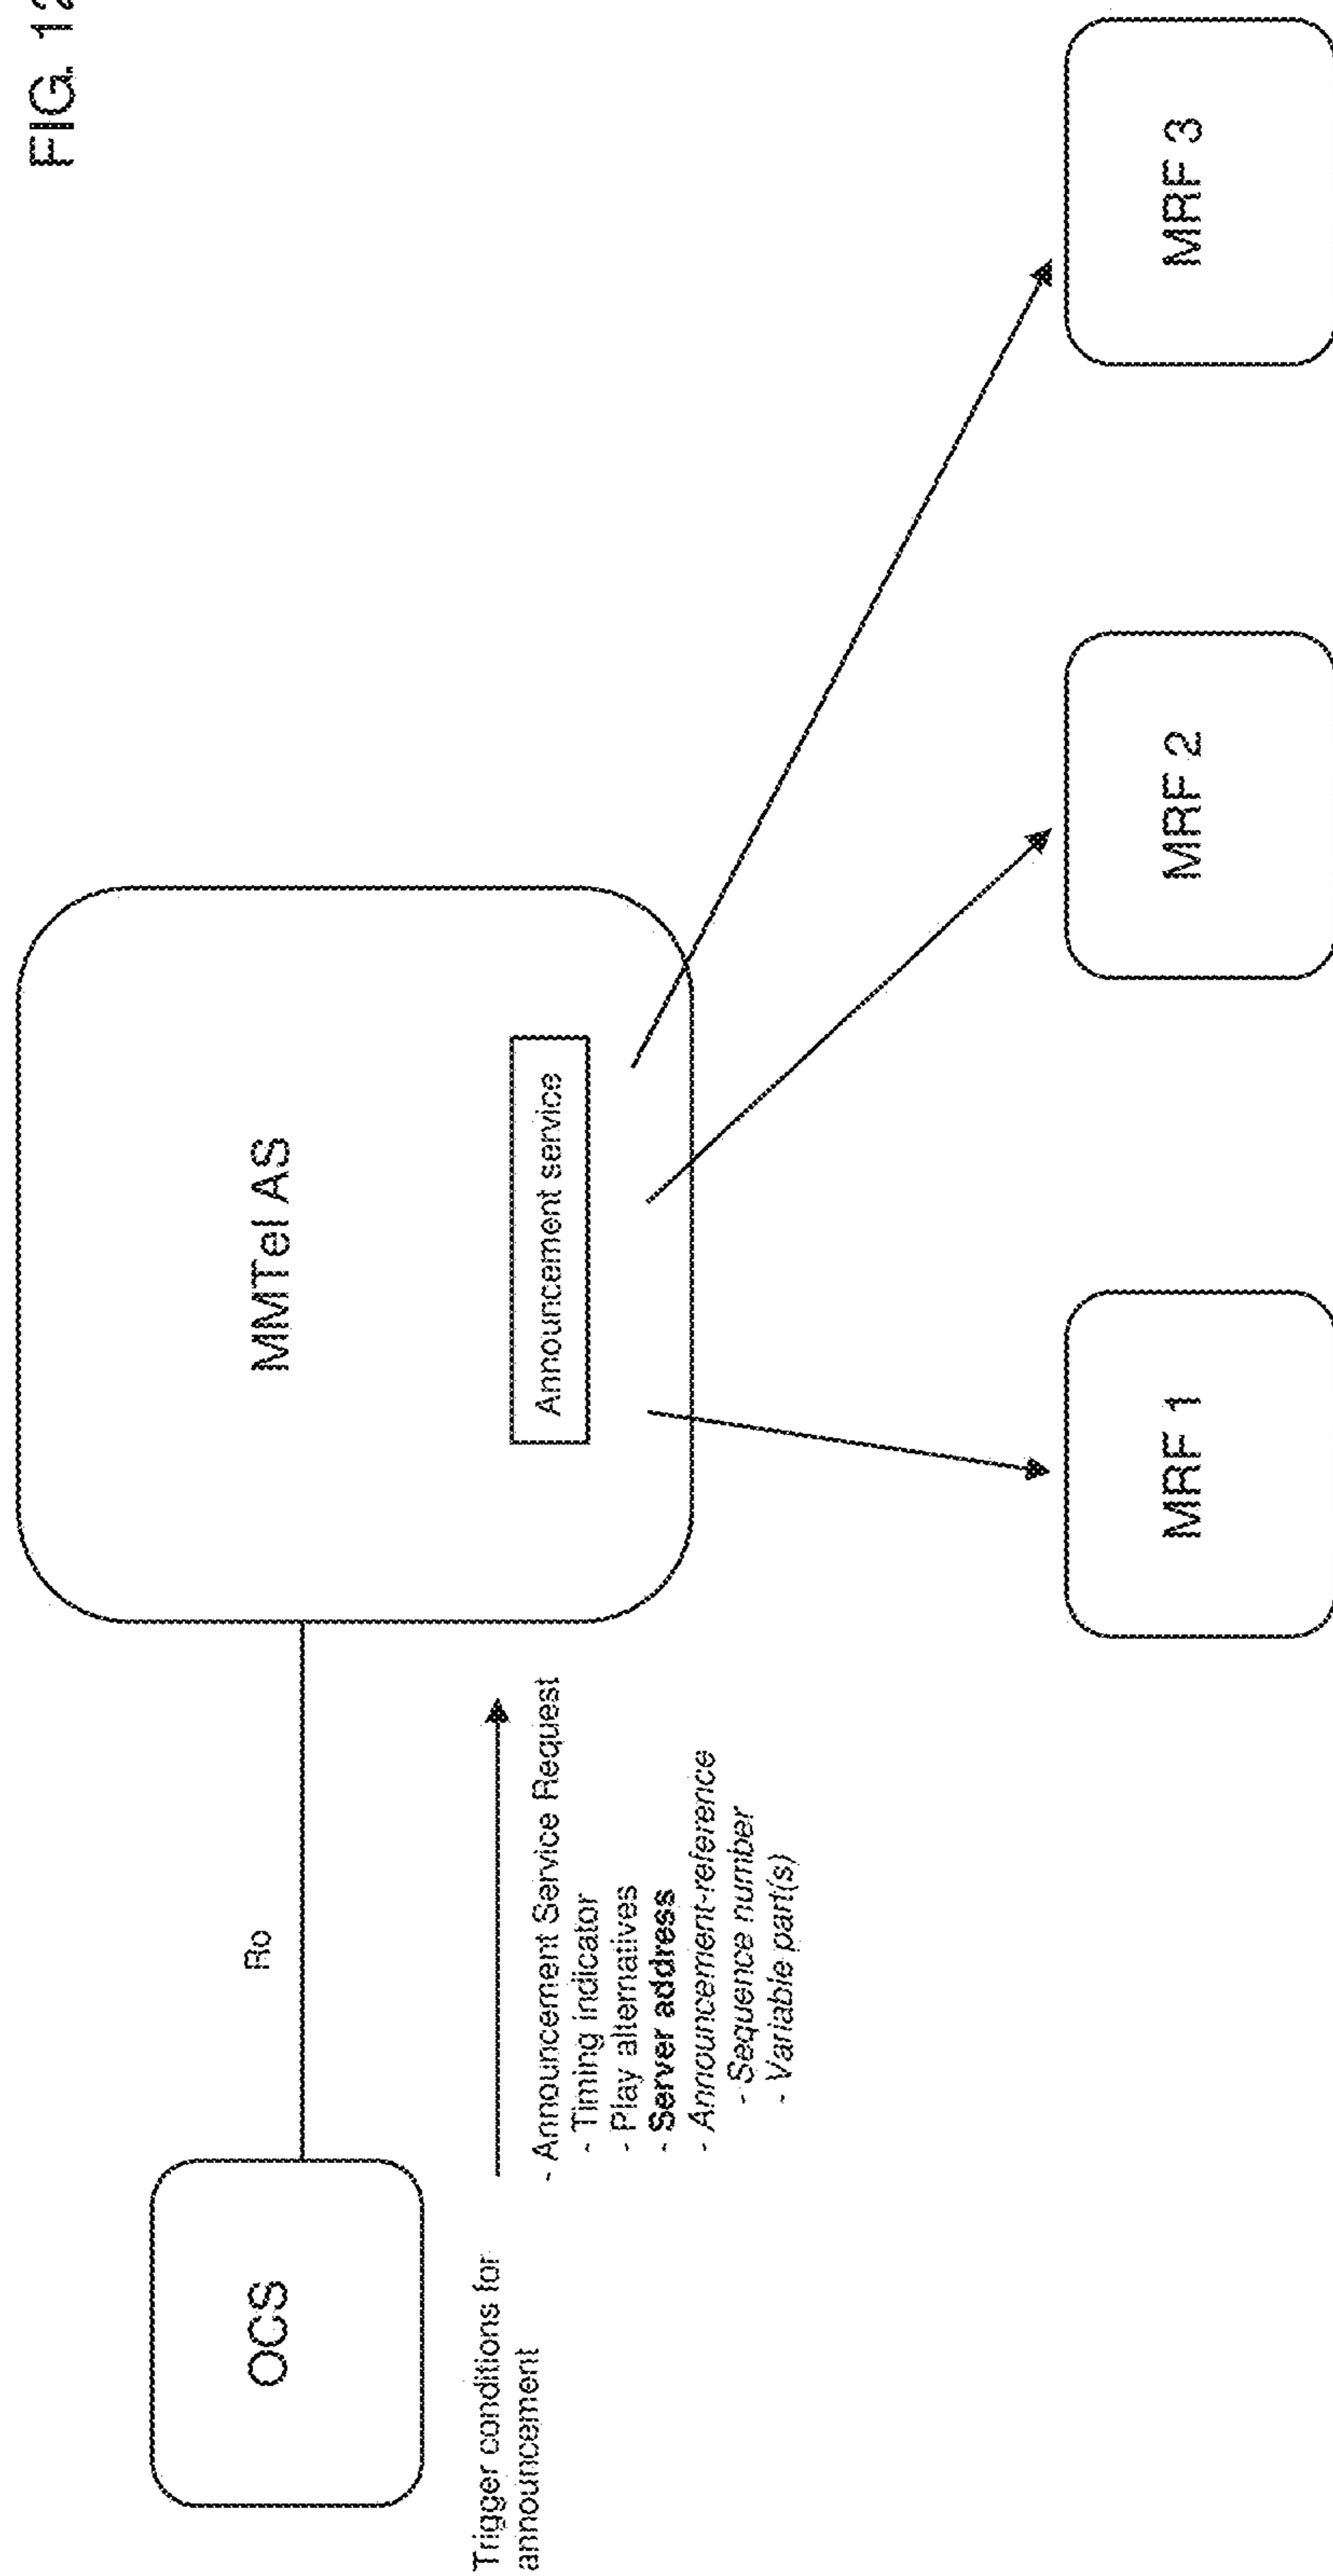 FIG. 12
MMTel AS
Announcement service
OCS
Ro
Trigger conditions for
announcement
- Announcement Service Request
- Timing indicator
- Play alternatives
- Server address
- Announcement-reference
- Sequence number
- Variable part(s)
MRF 1
MRF 2
MRF 3